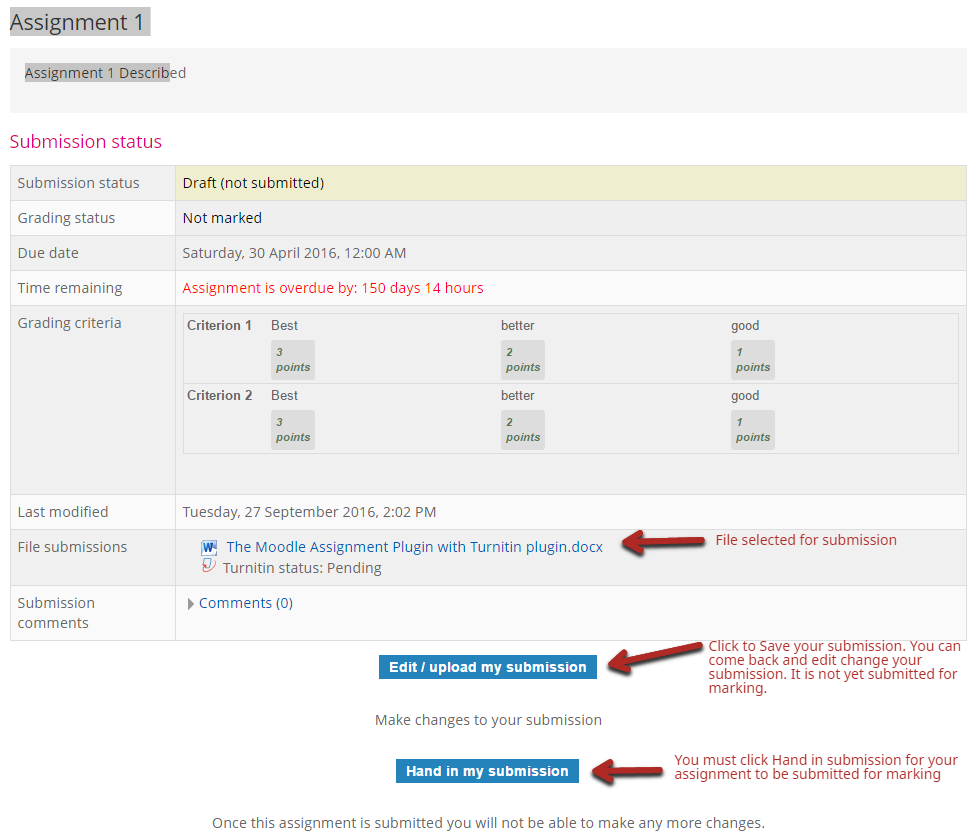 Assignment 1
Assignment 1 Described
Submission status
Submission status Draft (not submitted)
Grading status Not marked
Due date Saturday, 30 April 2016, 12:00 AM
Time remaining Assignment is overdue by: 150 days 14 hours
Grading criteria
Criterion 1 Best better good
3 2 1
points points points
Criterion 2 Best better good
3 2 1
points points points
Last modified Tuesday, 27 September 2016, 2:02 PM
File submissions The Moodle Assignment Plugin with Turnitin plugin.docx
File selected for submission
Turnitin status: Pending
Submission
comments
Comments (0)
Edit / upload my submission
Click to Save your submission. You can
come back and edit change your
submission. It is not yet submitted for
marking.
Make changes to your submission
Hand in my submission
You must click Hand in submission for your
assignment to be submitted for marking
Once this assignment is submitted you will not be able to make any more changes.